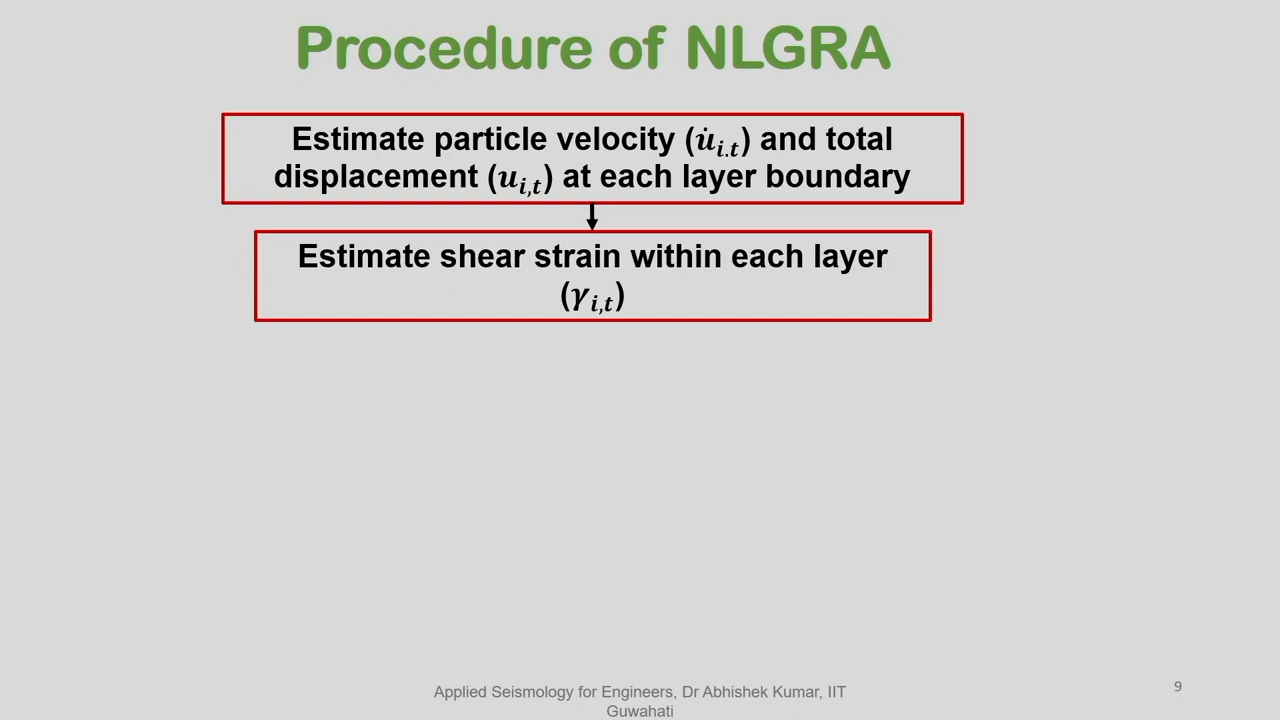 Procedure of NLGRA
Estimate particle velocity (u̇ᵢ.ₜ) and total
displacement (uᵢ,ₜ) at each layer boundary
Estimate shear strain within each layer
(γᵢ,ₜ)
Applied Seismology for Engineers, Dr Abhishek Kumar, IIT
Guwahati
9